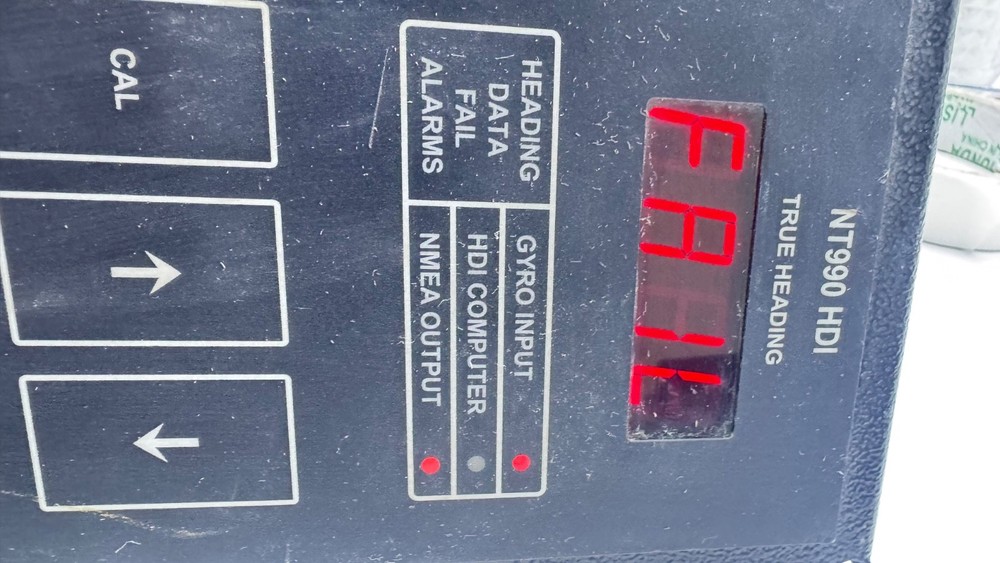 NT990 HDI
TRUE HEADING
FAIL
HEADING
DATA
FAIL
ALARMS
GYRO INPUT
HDI COMPUTER
NMEA OUTPUT
CAL